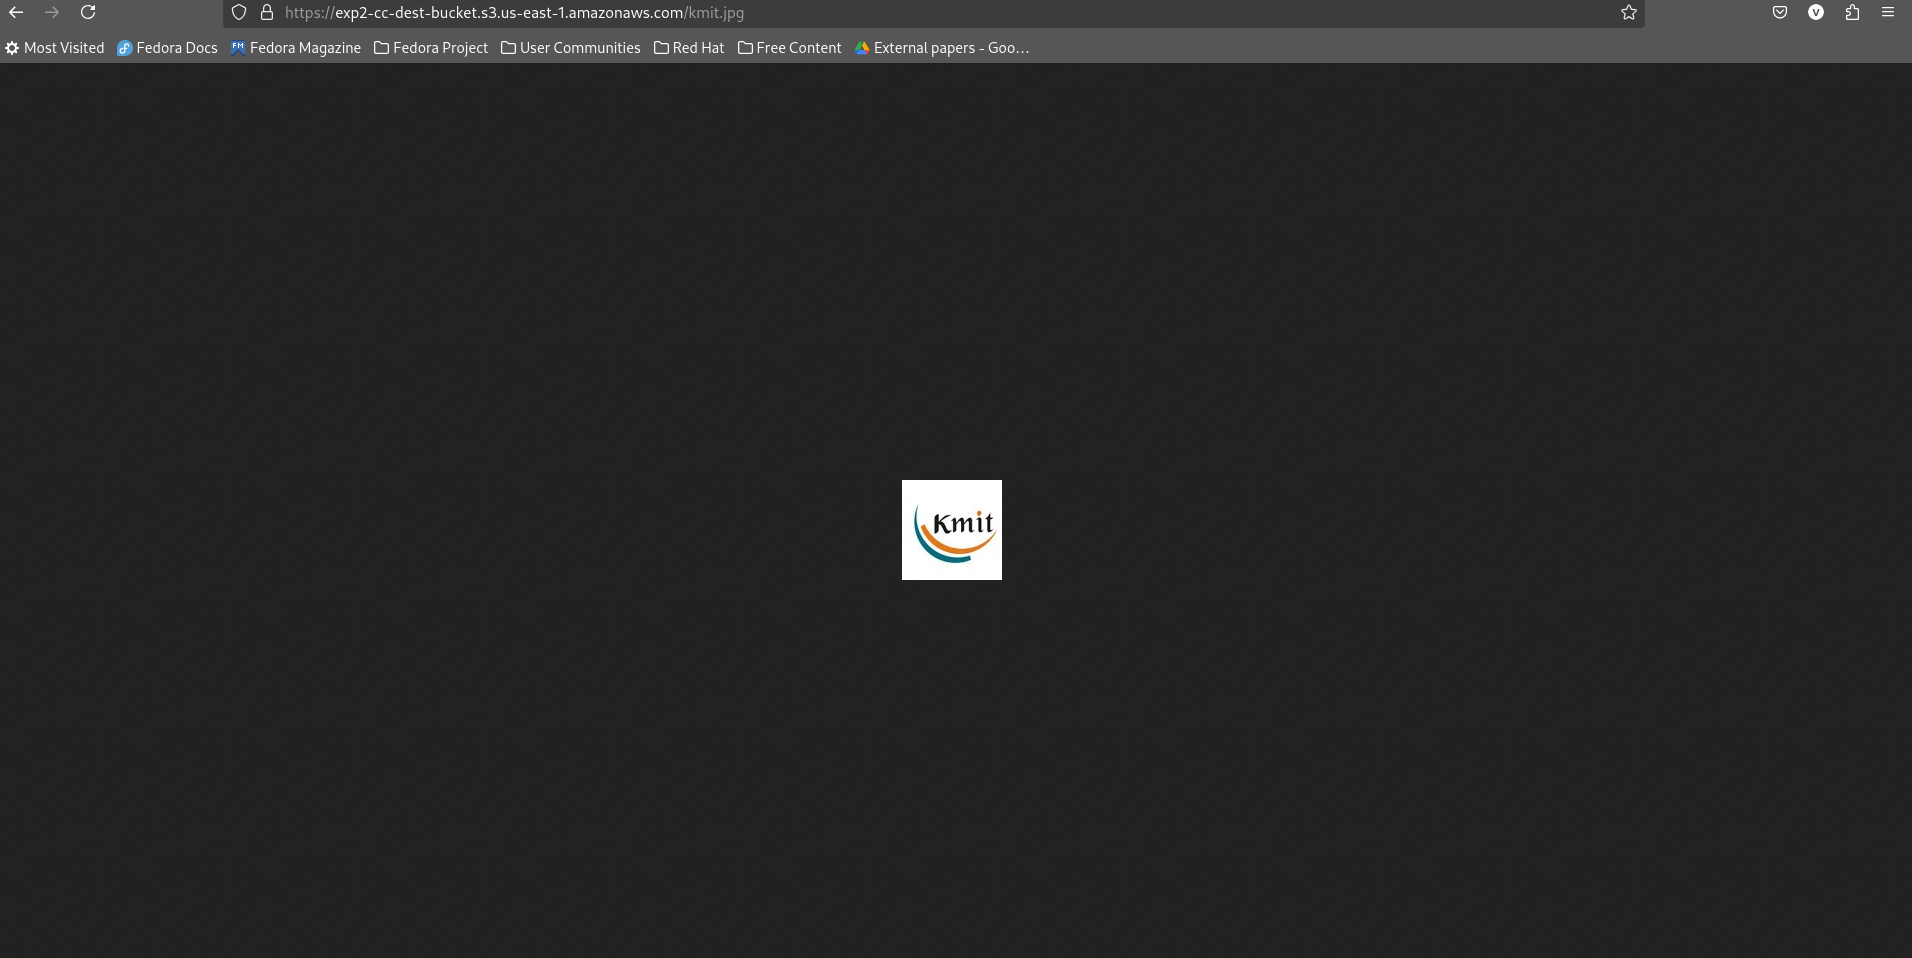 https://exp2-cc-dest-bucket.s3.us-east-1.amazonaws.com/kmit.jpg
V
Most Visited Fedora Docs FM Fedora Magazine Fedora Project User Communities Red Hat Free Content External papers - Goo…
Kmit